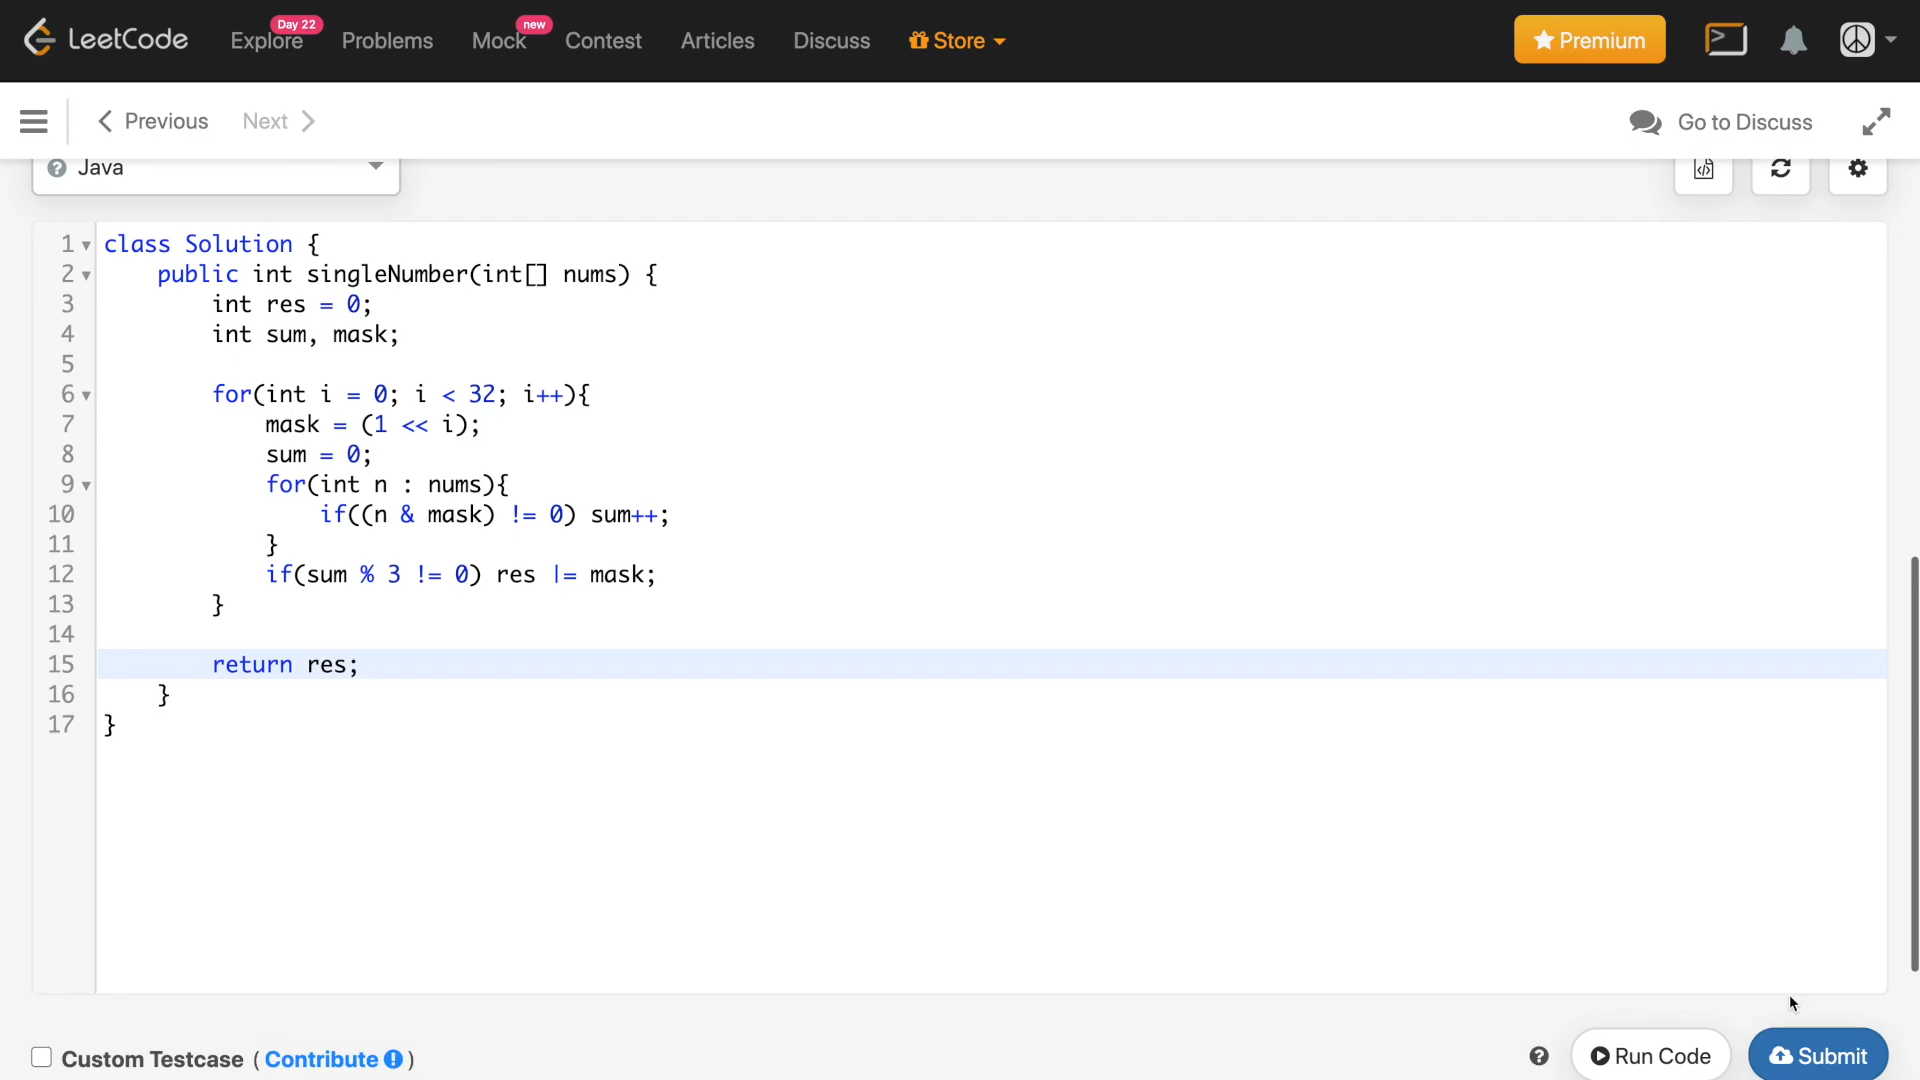 LeetCode Explore Day 22 Problems Mock new Contest Articles Discuss Store Premium
Previous Next Go to Discuss
Java
1 class Solution {
2 public int singleNumber(int[] nums) {
3 int res = 0;
4 int sum, mask;
5
6 for(int i = 0; i < 32; i++){
7 mask = (1 << i);
8 sum = 0;
9 for(int n : nums){
10 if((n & mask) != 0) sum++;
11 }
12 if(sum % 3 != 0) res |= mask;
13 }
14
15 return res;
16 }
17 }
Custom Testcase ( Contribute ) Run Code Submit